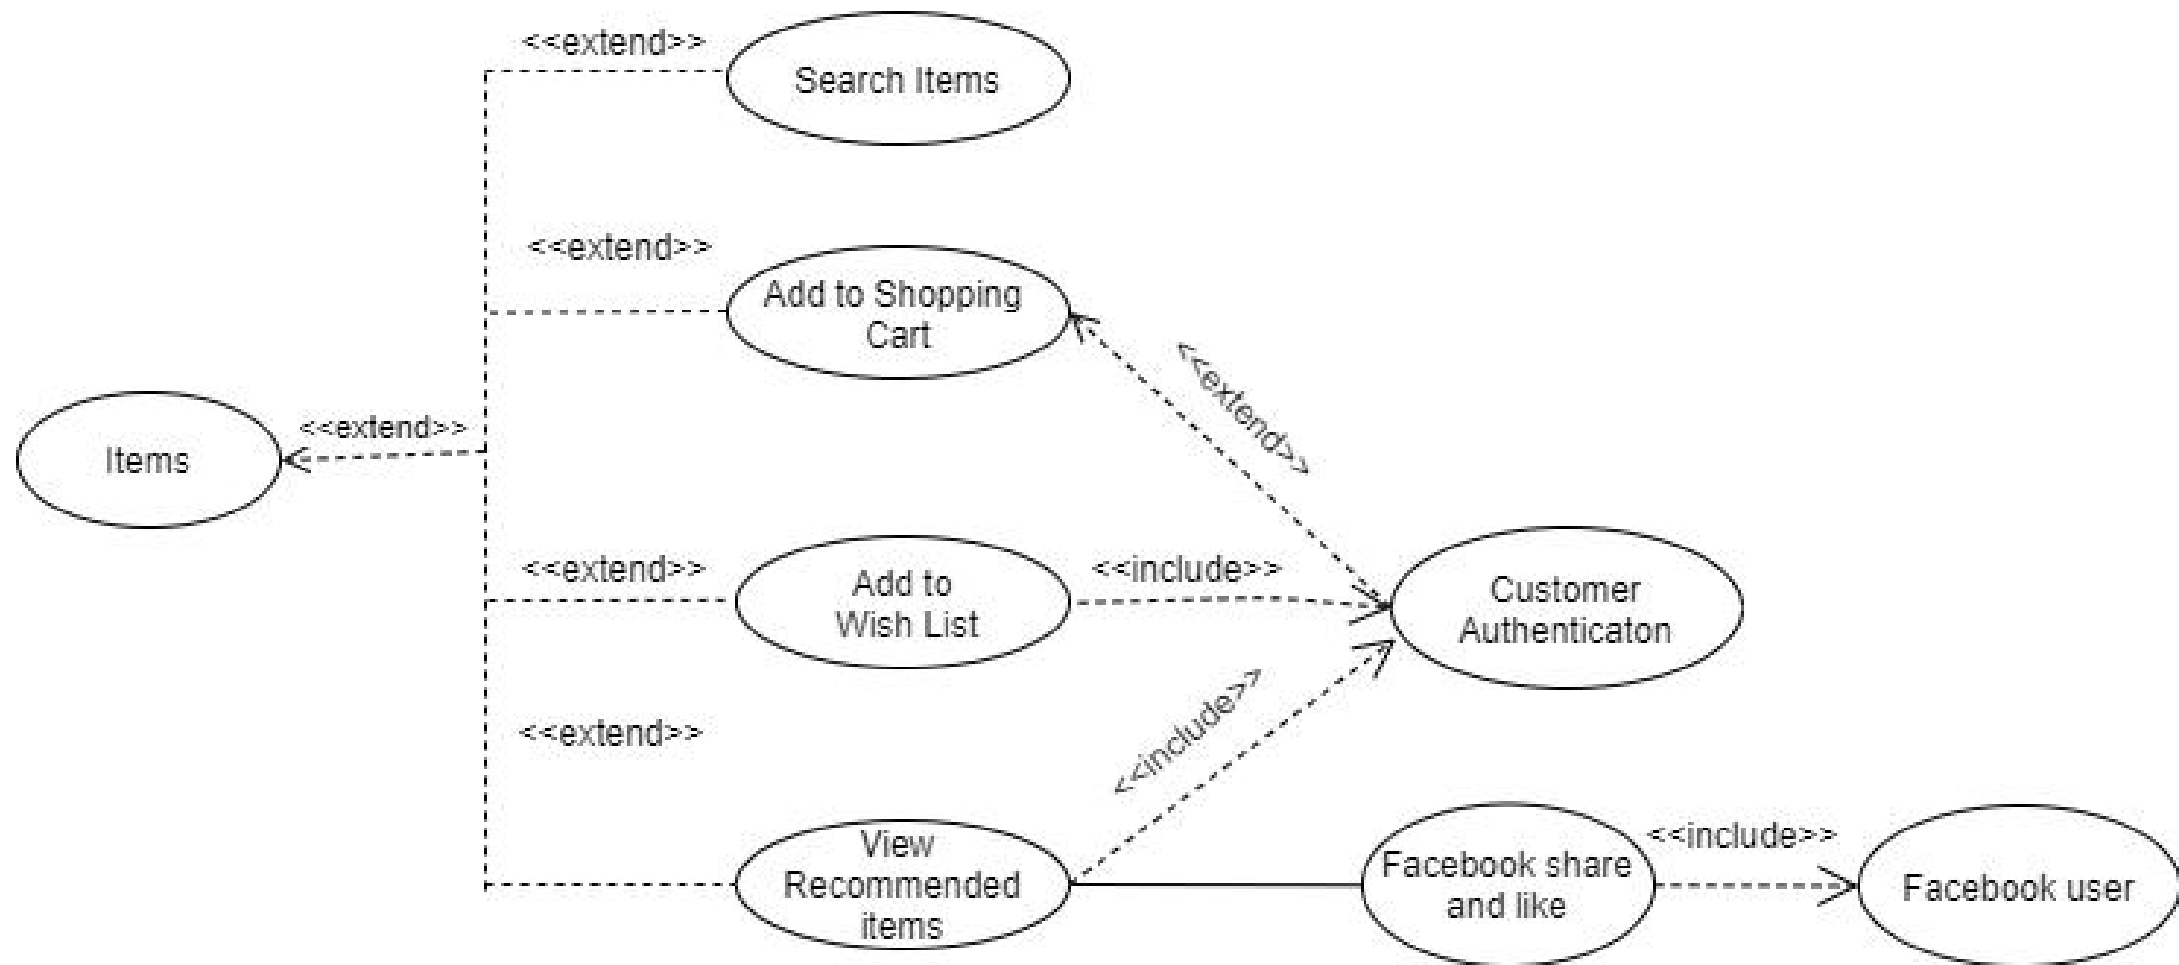 <<extend>>
Search Items
<<extend>>
Add to Shopping
Cart
<<extend>>
<<extend>>
Items
<<extend>>
Add to
Wish List
<<include>>
Customer
Authenticaton
<<extend>>
<<include>>
View
Recommended
items
Facebook share
and like
<<include>>
Facebook user